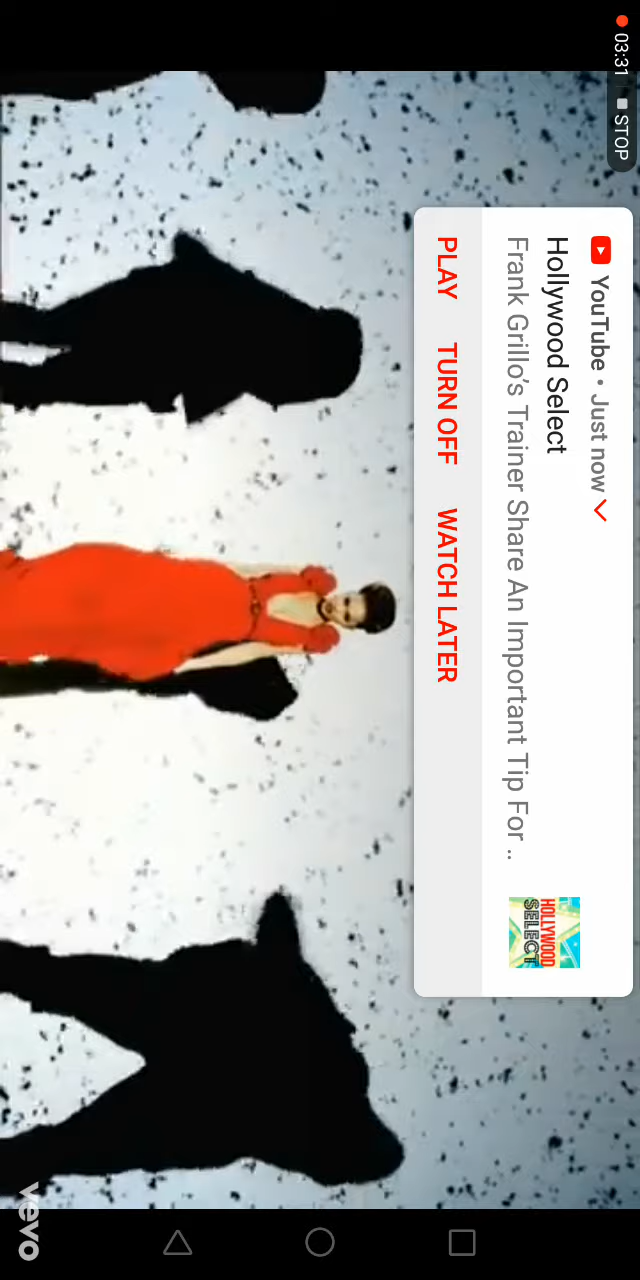 03:31 STOP
YouTube • Just now
Hollywood Select
Frank Grillo's Trainer Share An Important Tip For ..
HOLLYWOOD
SELECT
PLAY TURN OFF WATCH LATER
vevo